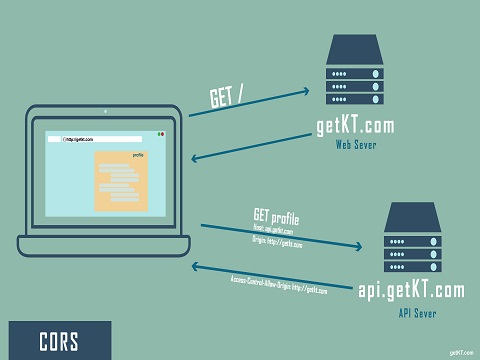 GET /
getKT.com
Web Sever
http://getkt.com
profile
GET profile
Host: api.getkt.com
Origin: http://getkt.com
Access-Control-Allow-Origin: http://getkt.com
api.getKT.com
API Sever
CORS
getKT.com